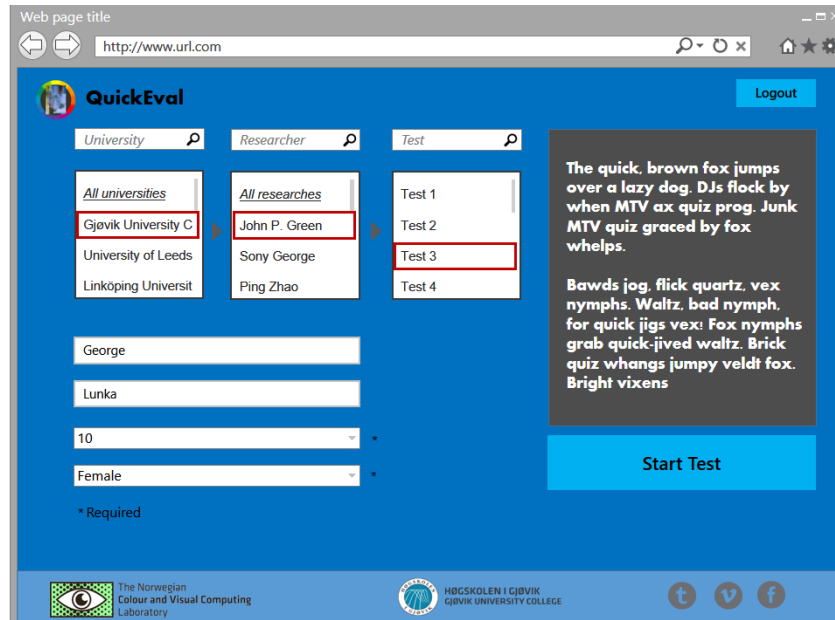 Web page title
http://www.url.com
QuickEval
Logout
University
Researcher
Test
All universities
Gjøvik University C
University of Leeds
Linköping Universit
All researches
John P. Green
Sony George
Ping Zhao
Test 1
Test 2
Test 3
Test 4
The quick, brown fox jumps
over a lazy dog. DJs flock by
when MTV ax quiz prog. Junk
MTV quiz graced by fox
whelps.
Bawds jog, flick quartz, vex
nymphs. Waltz, bad nymph,
for quick jigs vex! Fox nymphs
grab quick-jived waltz. Brick
quiz whangs jumpy veldt fox.
Bright vixens
George
Lunka
10
*
Female
*
* Required
Start Test
The Norwegian
Colour and Visual Computing
Laboratory
HØGSKOLEN I GJØVIK
GJØVIK UNIVERSITY COLLEGE